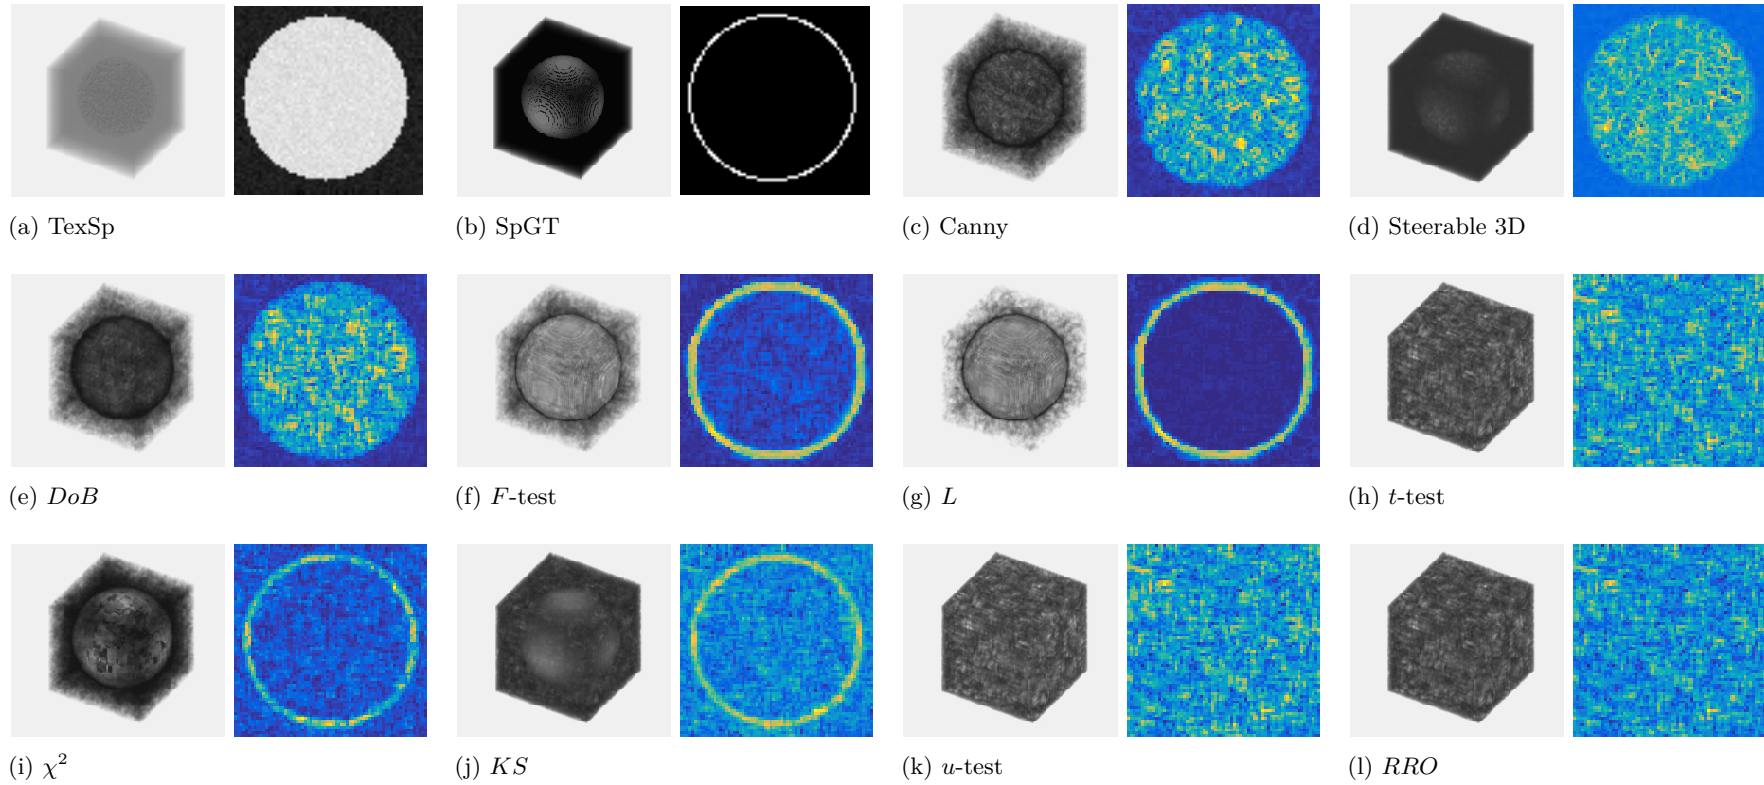 (a) TexSp
(b) SpGT
(c) Canny
(d) Steerable 3D
(e) DoB
(f) F-test
(g) L
(h) t-test
(i) χ²
(j) KS
(k) u-test
(l) RRO